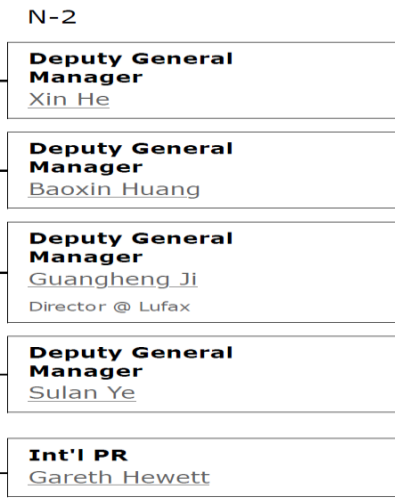 N-2
Deputy General
Manager
Xin He
Deputy General
Manager
Baoxin Huang
Deputy General
Manager
Guangheng Ji
Director @ Lufax
Deputy General
Manager
Sulan Ye
Int'l PR
Gareth Hewett